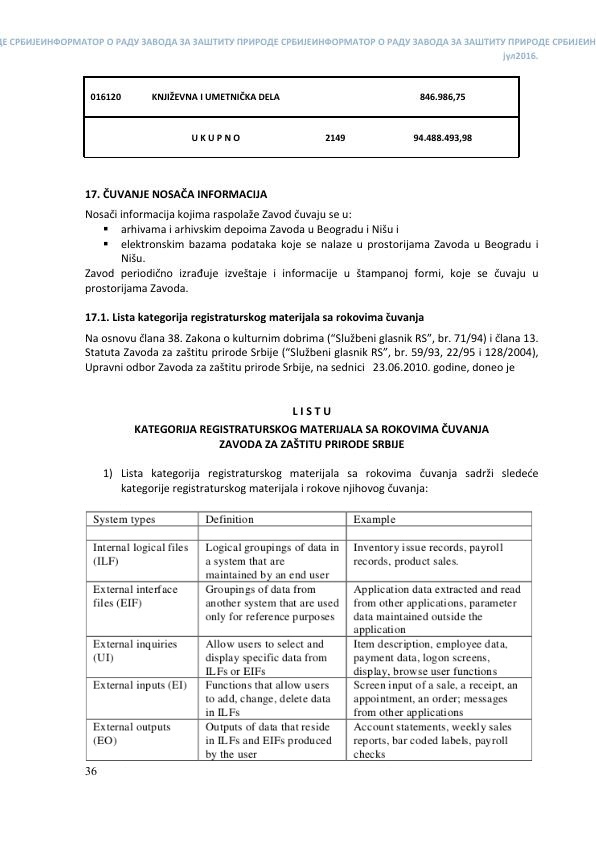 ДЕ СРБИЈЕИНФОРМАТОР О РАДУ ЗАВОДА ЗА ЗАШТИТУ ПРИРОДЕ СРБИЈЕИНФОРМАТОР О РАДУ ЗАВОДА ЗА ЗАШТИТУ ПРИРОДЕ СРБИЈЕИН
јул2016.
016120 KNJIŽEVNA I UMETNIČKA DELA 846.986,75
U K U P N O 2149 94.488.493,98
17. ČUVANJE NOSAČA INFORMACIJA
Nosači informacija kojima raspolaže Zavod čuvaju se u:
▪ arhivama i arhivskim depoima Zavoda u Beogradu i Nišu i
▪ elektronskim bazama podataka koje se nalaze u prostorijama Zavoda u Beogradu i
Nišu.
Zavod periodično izrađuje izveštaje i informacije u štampanoj formi, koje se čuvaju u
prostorijama Zavoda.
17.1. Lista kategorija registraturskog materijala sa rokovima čuvanja
Na osnovu člana 38. Zakona o kulturnim dobrima (“Službeni glasnik RS”, br. 71/94) i člana 13.
Statuta Zavoda za zaštitu prirode Srbije (“Službeni glasnik RS”, br. 59/93, 22/95 i 128/2004),
Upravni odbor Zavoda za zaštitu prirode Srbije, na sednici 23.06.2010. godine, doneo je
L I S T U
KATEGORIJA REGISTRATURSKOG MATERIJALA SA ROKOVIMA ČUVANJA
ZAVODA ZA ZAŠTITU PRIRODE SRBIJE
1) Lista kategorija registraturskog materijala sa rokovima čuvanja sadrži sledeće
kategorije registraturskog materijala i rokove njihovog čuvanja:
System types Definition Example
Internal logical files Logical groupings of data in Inventory issue records, payroll
(ILF) a system that are records, product sales.
maintained by an end user
External interface Groupings of data from Application data extracted and read
files (EIF) another system that are used from other applications, parameter
only for reference purposes data maintained outside the
application
External inquiries Allow users to select and Item description, employee data,
(UI) display specific data from payment data, logon screens,
ILFs or EIFs display, browse user functions
External inputs (EI) Functions that allow users Screen input of a sale, a receipt, an
to add, change, delete data appointment, an order; messages
in ILFs from other applications
External outputs Outputs of data that reside Account statements, weekly sales
(EO) in ILFs and EIFs produced reports, bar coded labels, payroll
by the user checks
36